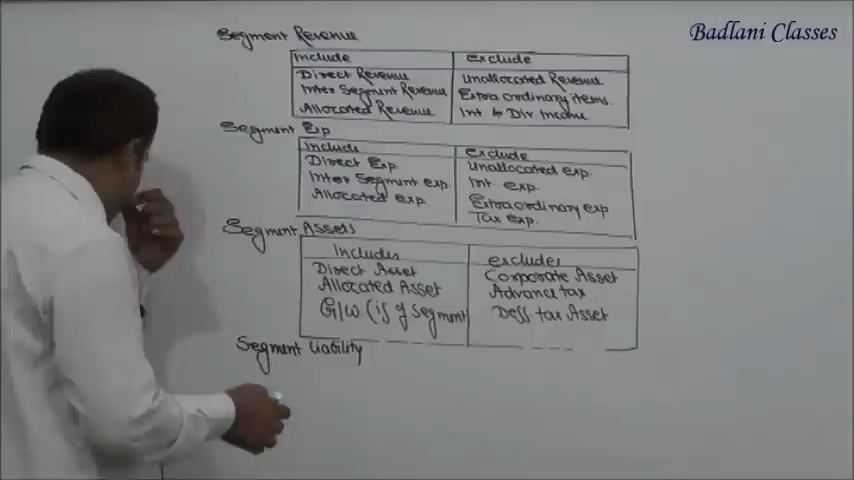 Badlani Classes
Segment Revenue
Include | Exclude
Direct Revenue | Unallocated Revenue
Inter Segment Revenue | Extra ordinary items.
Allocated Revenue | Int & Div Income
Segment Exp
Include | Exclude
Direct Exp | Unallocated exp.
Inter Segment exp | Int exp.
Allocated exp | Extraordinary exp
Tax exp.
Segment Assets
Includes | excludes
Direct Asset | Corporate Asset
Allocated Asset | Advance tax
G/w. (is of Segment | Deff tax Asset
Segment liability